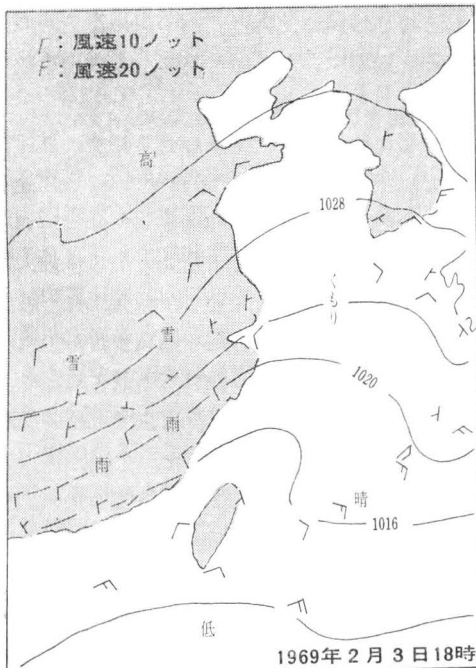 ：風速10ノット
：風速20ノット
高
1028
くもり
雪
雪
1020
雨
雨
晴
1016
低
1969年2月3日18時